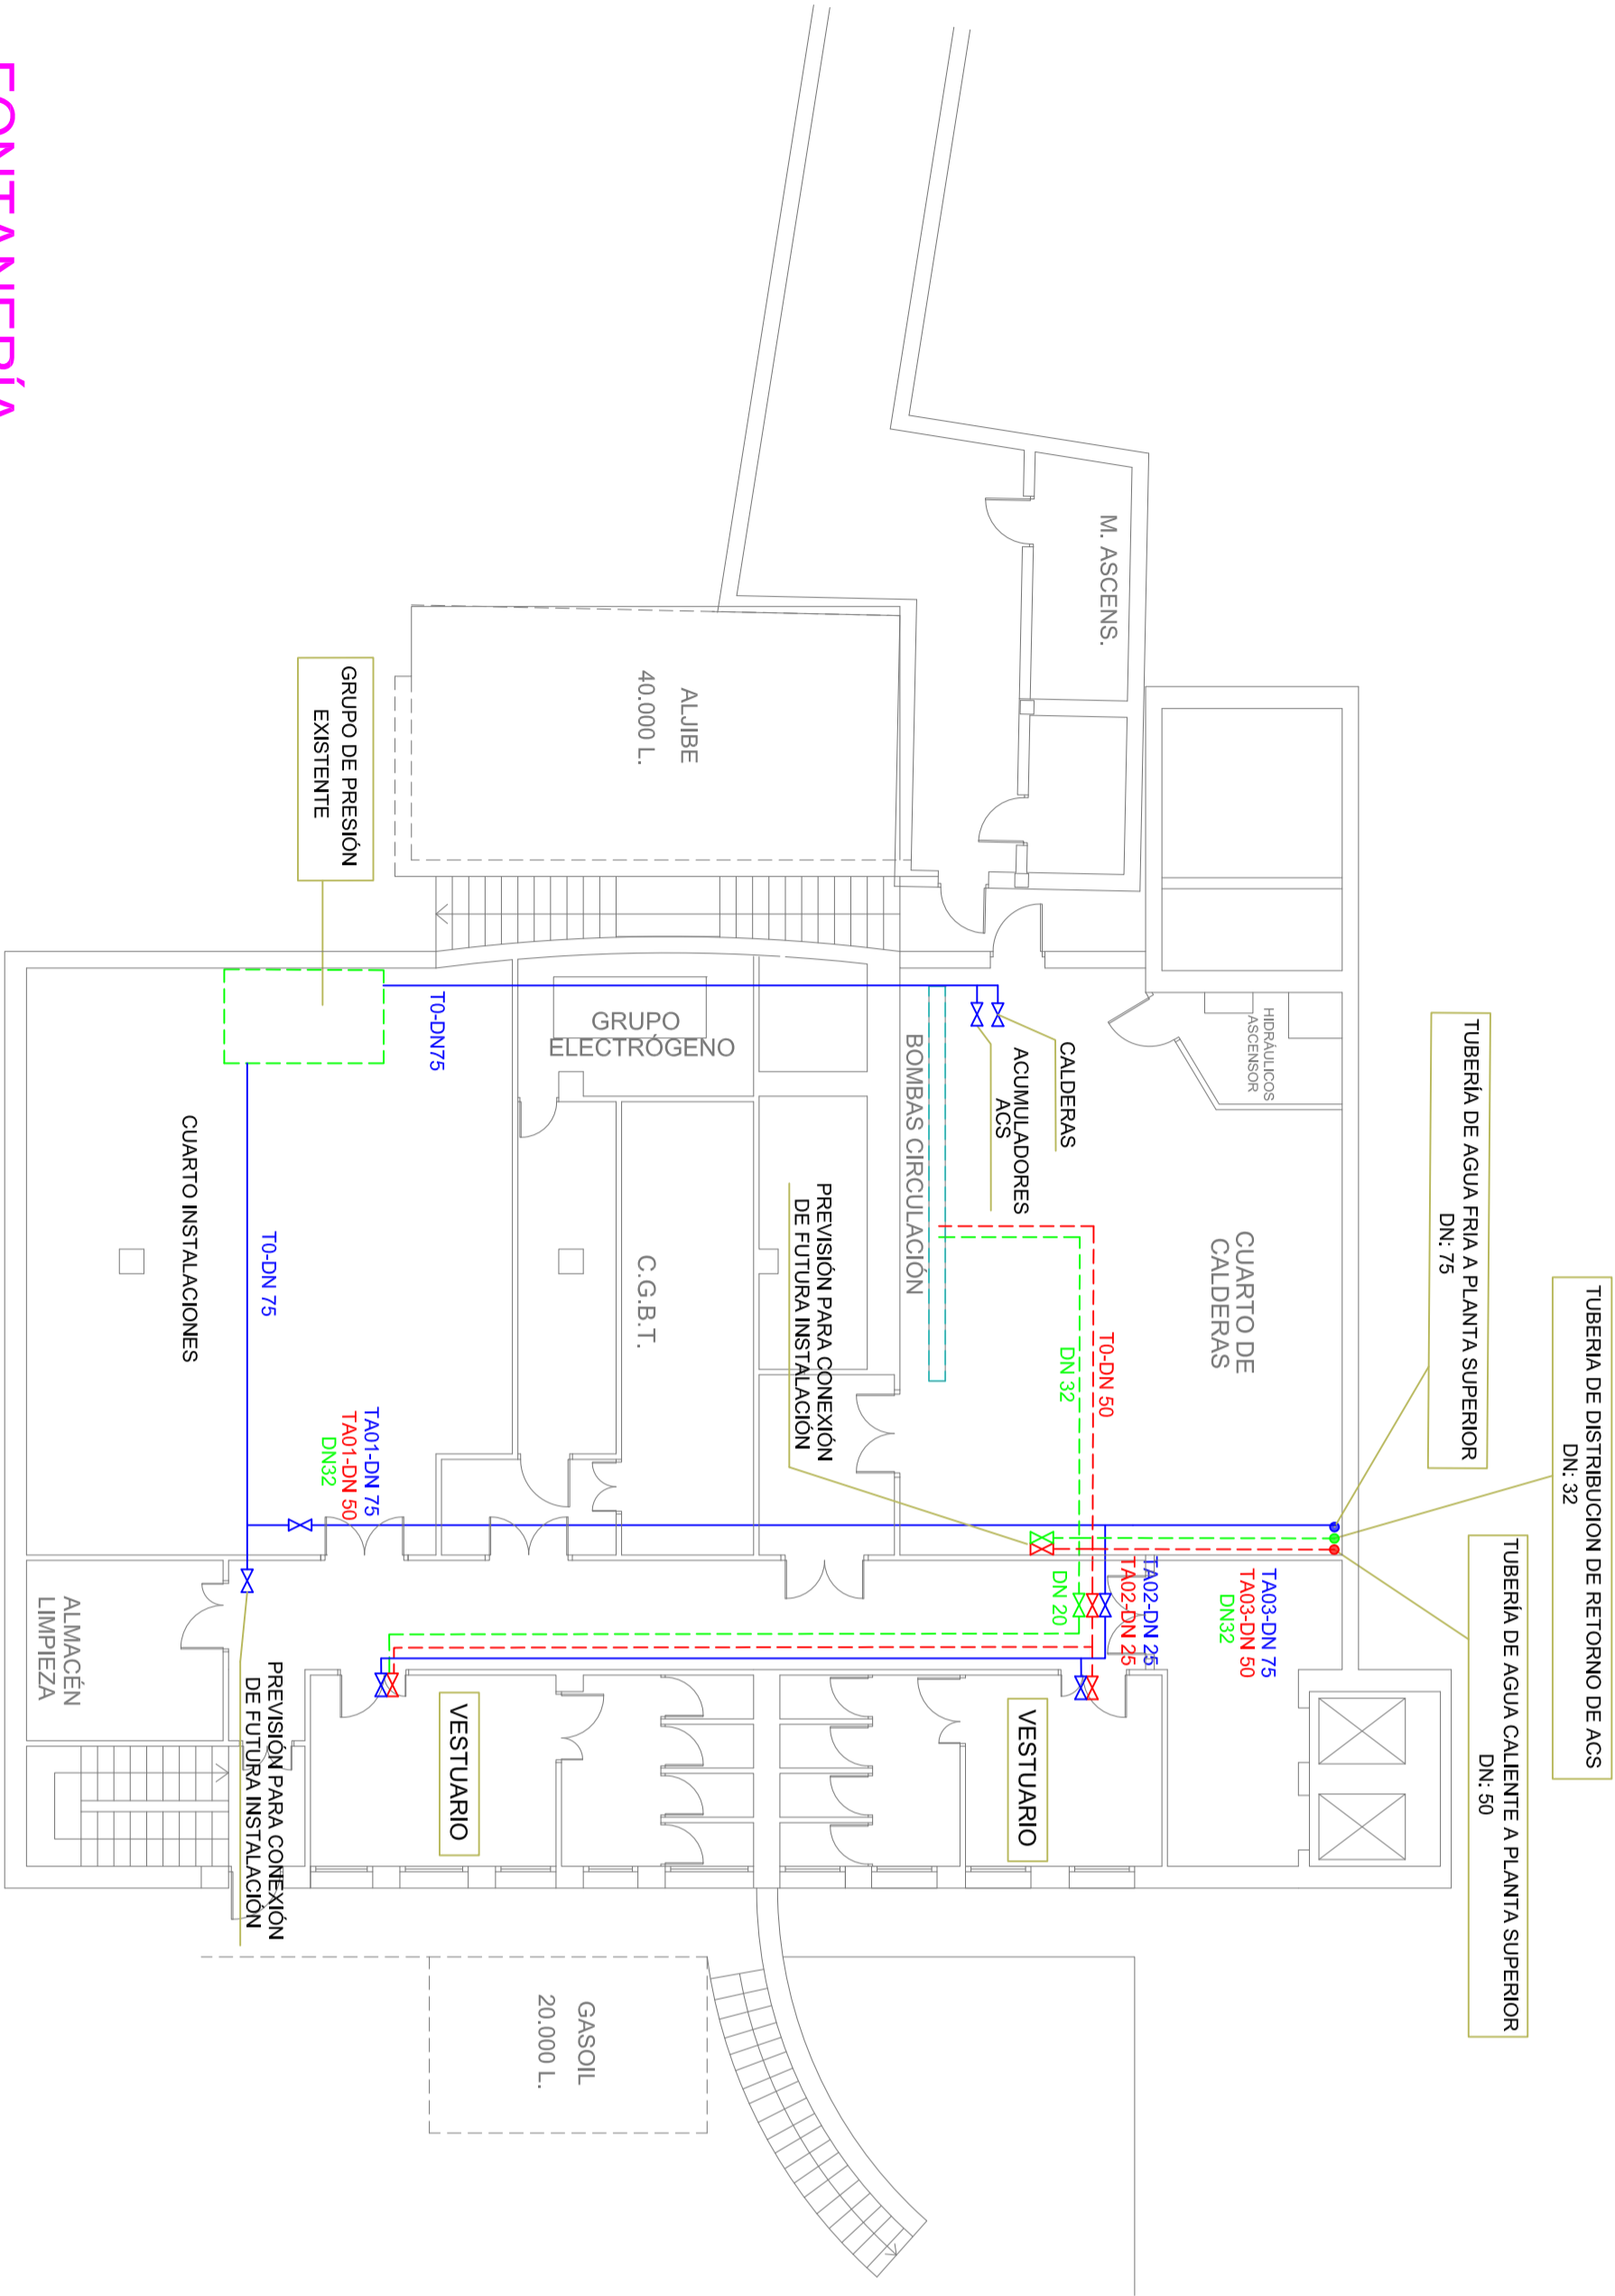 FONTANERÍA
M. ASCENS.
ALJIBE
40.000 L.
GRUPO DE PRESIÓN
EXISTENTE
HIDRÁULICOS
ASCENSOR
TUBERÍA DE AGUA FRIA A PLANTA SUPERIOR
DN: 75
TUBERIA DE DISTRIBUCION DE RETORNO DE ACS
DN: 32
TUBERÍA DE AGUA CALIENTE A PLANTA SUPERIOR
DN: 50
CALDERAS
ACUMULADORES
ACS
BOMBAS CIRCULACIÓN
GRUPO
ELECTRÓGENO
T0-DN75
CUARTO INSTALACIONES
T0-DN 75
CUARTO DE
CALDERAS
T0-DN 50
DN 32
PREVISIÓN PARA CONEXIÓN
DE FUTURA INSTALACIÓN
C.G.B.T.
TA01-DN 75
TA01-DN 50
DN32
TA03-DN 75
TA03-DN 50
DN32
TA02-DN 25
TA02-DN 25
DN 20
ALMACÉN
LIMPIEZA
PREVISIÓN PARA CONEXIÓN
DE FUTURA INSTALACIÓN
VESTUARIO
VESTUARIO
GASOIL
20.000 L.